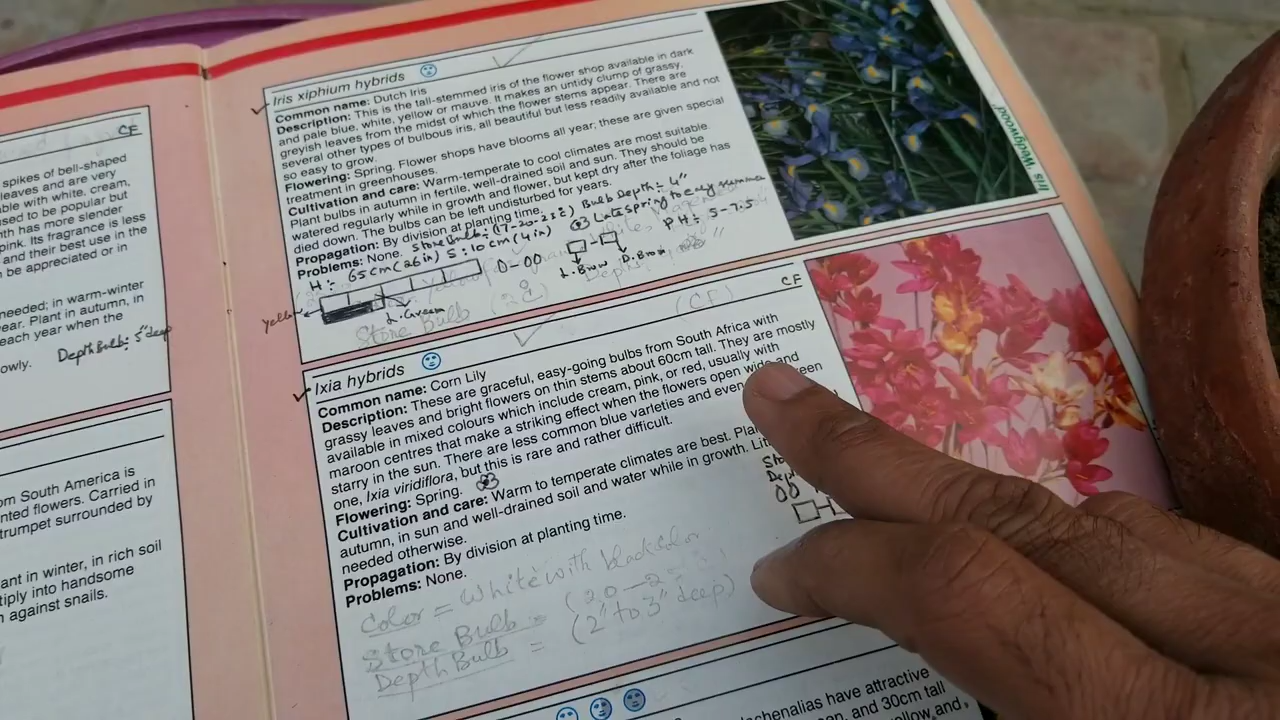 CF
spikes of bell-shaped
leaves and are very
able with white, cream,
used to be popular but
nth has more slender
pink. Its fragrance is less
and their best use in the
be appreciated or in
needed; in warm-winter
ear. Plant in autumn, in
each year when the
owly. Depth Bulb: 5" deep
om South America is
nted flowers. Carried in
trumpet surrounded by
ant in winter, in rich soil
tiply into handsome
against snails.
Iris xiphium hybrids
Common name: Dutch Iris
Description: This is the tall-stemmed iris of the flower shop available in dark
and pale blue, white, yellow or mauve. It makes an untidy clump of grassy,
greyish leaves from the midst of which the flower stems appear. There are
several other types of bulbous iris, all beautiful but less readily available and not
so easy to grow.
Flowering: Spring. Flower shops have blooms all year; these are given special
treatment in greenhouses.
Cultivation and care: Warm-temperate to cool climates are most suitable.
Plant bulbs in autumn in fertile, well-drained soil and sun. They should be
watered regularly while in growth and flower, but kept dry after the foliage has
died down. The bulbs can be left undisturbed for years.
Propagation: By division at planting time.
Problems: None.
Store Bulb: Bulb Depth: 4"
Late spring to early summer
H: 65cm (26in) S: 10cm (4in) PH: 5-7.5
L. Brow D. Brow
yellow
L. Green
Store Bulb
Iris 'Wedgwood'
(CF) CF
Ixia hybrids
Common name: Corn Lily
Description: These are graceful, easy-going bulbs from South Africa with
grassy leaves and bright flowers on thin stems about 60cm tall. They are mostly
available in mixed colours which include cream, pink, or red, usually with
maroon centres that make a striking effect when the flowers open wide and
starry in the sun. There are less common blue varieties and even
one, Ixia viridiflora, but this is rare and rather difficult.
Flowering: Spring.
Cultivation and care: Warm to temperate climates are best.
autumn, in sun and well-drained soil and water while in growth.
needed otherwise.
Propagation: By division at planting time.
Problems: None.
Color = White with black color
Store Bulb =
Depth Bulb = (2" to 3" deep)
achenalias have attractive
and 30cm tall